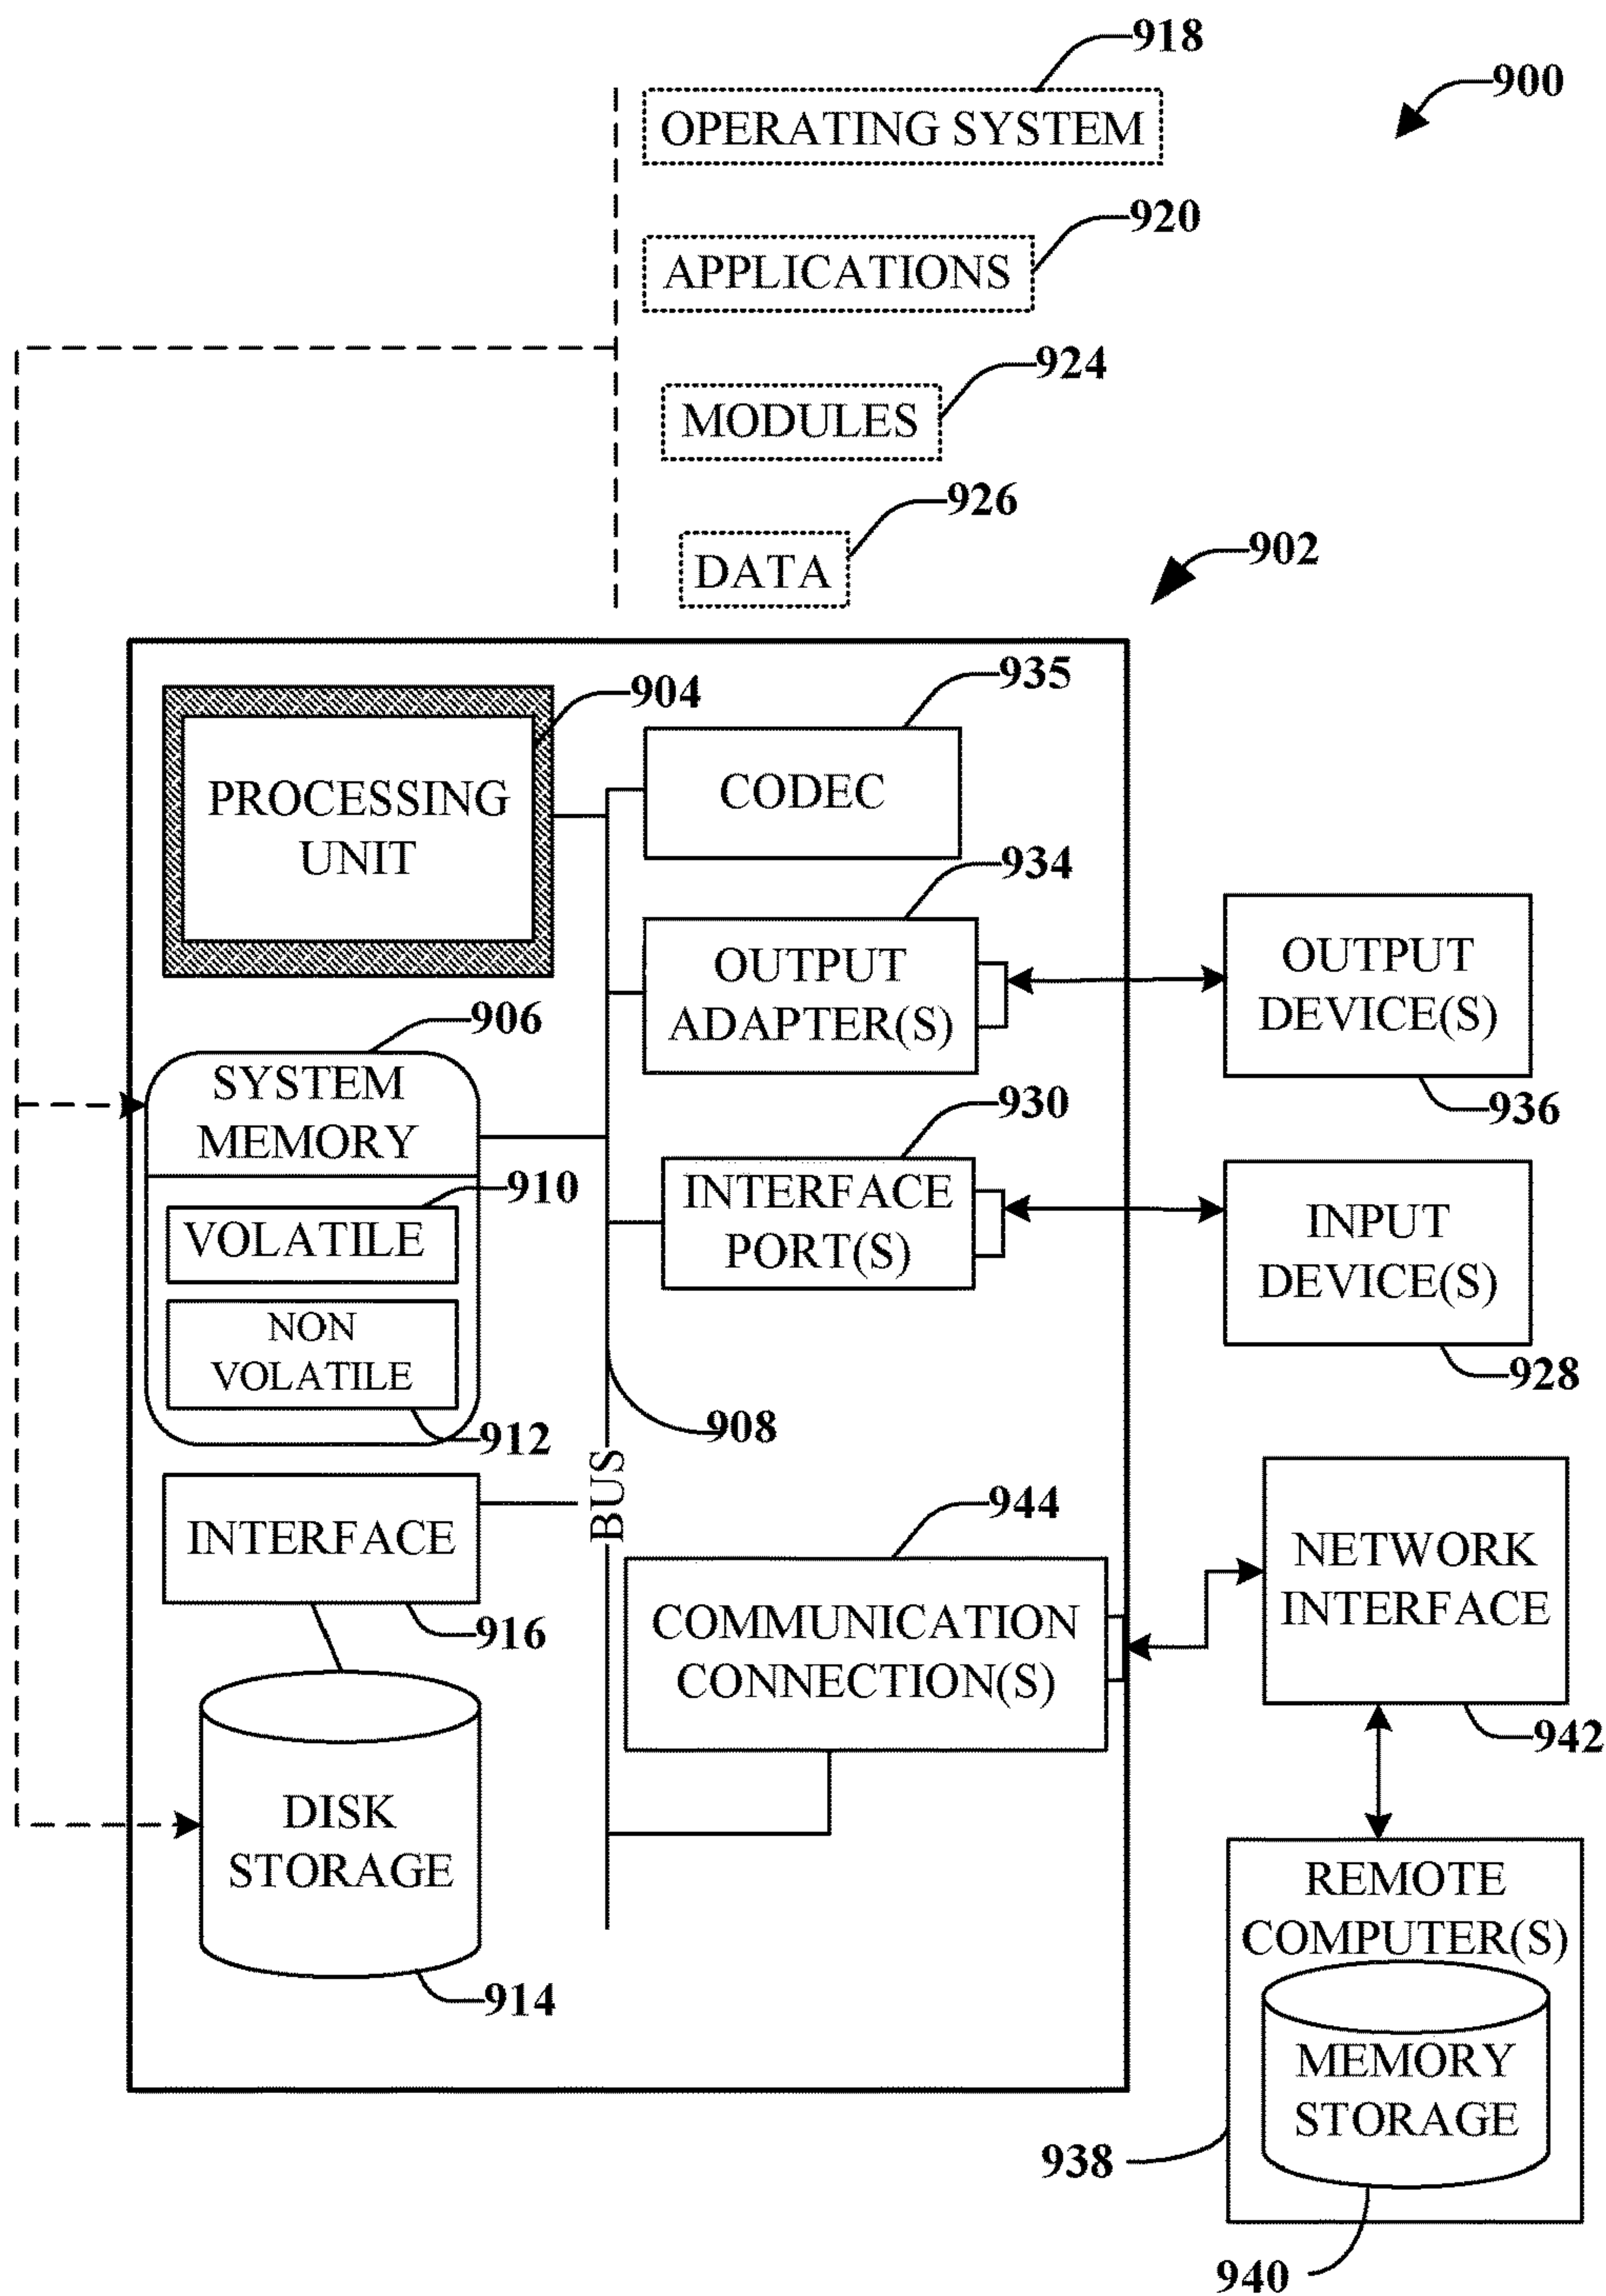 918
900
OPERATING SYSTEM
920
APPLICATIONS
924
MODULES
926
DATA
902
904
PROCESSING
UNIT
935
CODEC
934
OUTPUT
ADAPTER(S)
OUTPUT
DEVICE(S)
936
906
SYSTEM
MEMORY
910
VOLATILE
NON
VOLATILE
912
930
INTERFACE
PORT(S)
INPUT
DEVICE(S)
928
908
BUS
INTERFACE
916
944
COMMUNICATION
CONNECTION(S)
NETWORK
INTERFACE
942
DISK
STORAGE
914
REMOTE
COMPUTER(S)
MEMORY
STORAGE
938
940